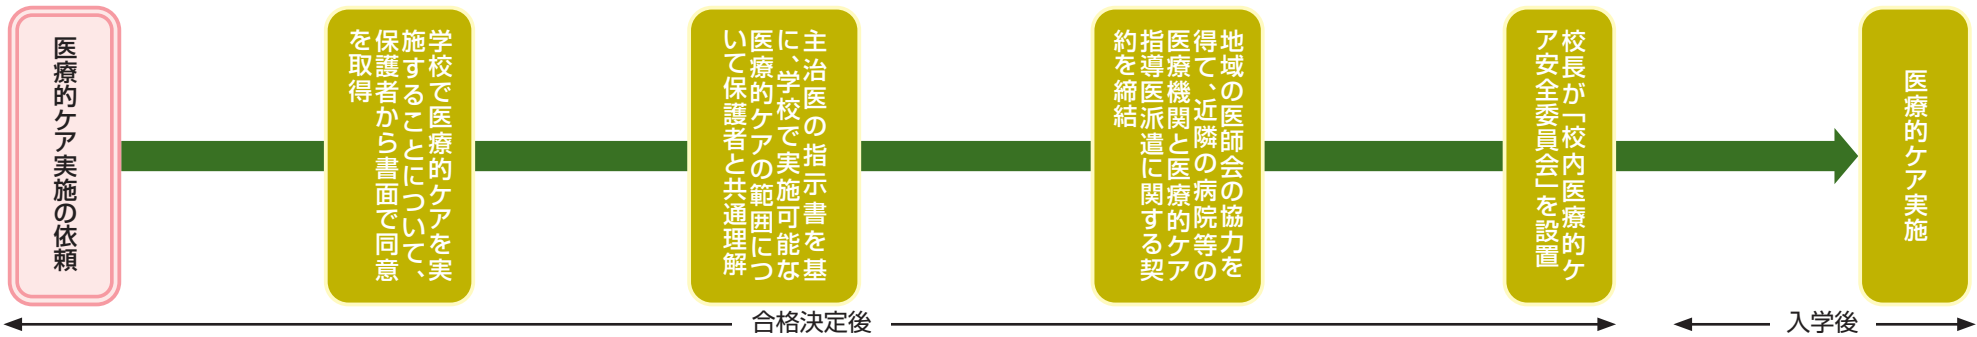 医療的ケア実施の依頼
学校で医療的ケアを実
施することについて、
保護者から書面で同意
を取得
主治医の指示書を基
に、学校で実施可能な
医療的ケアの範囲につ
いて保護者と共通理解
地域の医師会の協力を
得て、近隣の病院等の
医療機関と医療的ケア
指導医派遣に関する契
約を締結
校長が「校内医療的ケ
ア安全委員会」を設置
医療的ケア実施
合格決定後
入学後